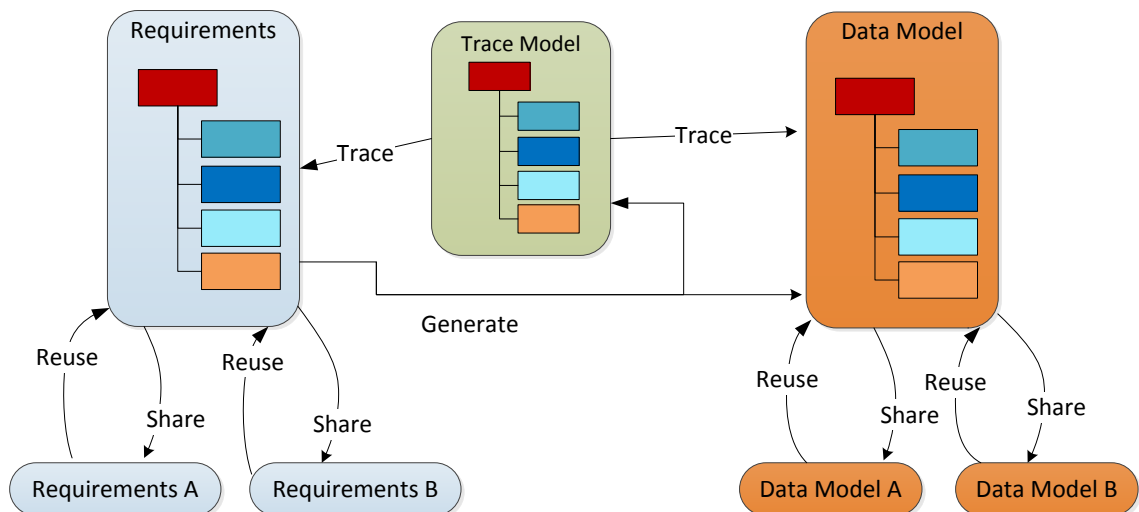 Requirements
Trace Model
Data Model
Trace
Trace
Generate
Reuse
Share
Reuse
Share
Reuse
Share
Reuse
Share
Requirements A
Requirements B
Data Model A
Data Model B